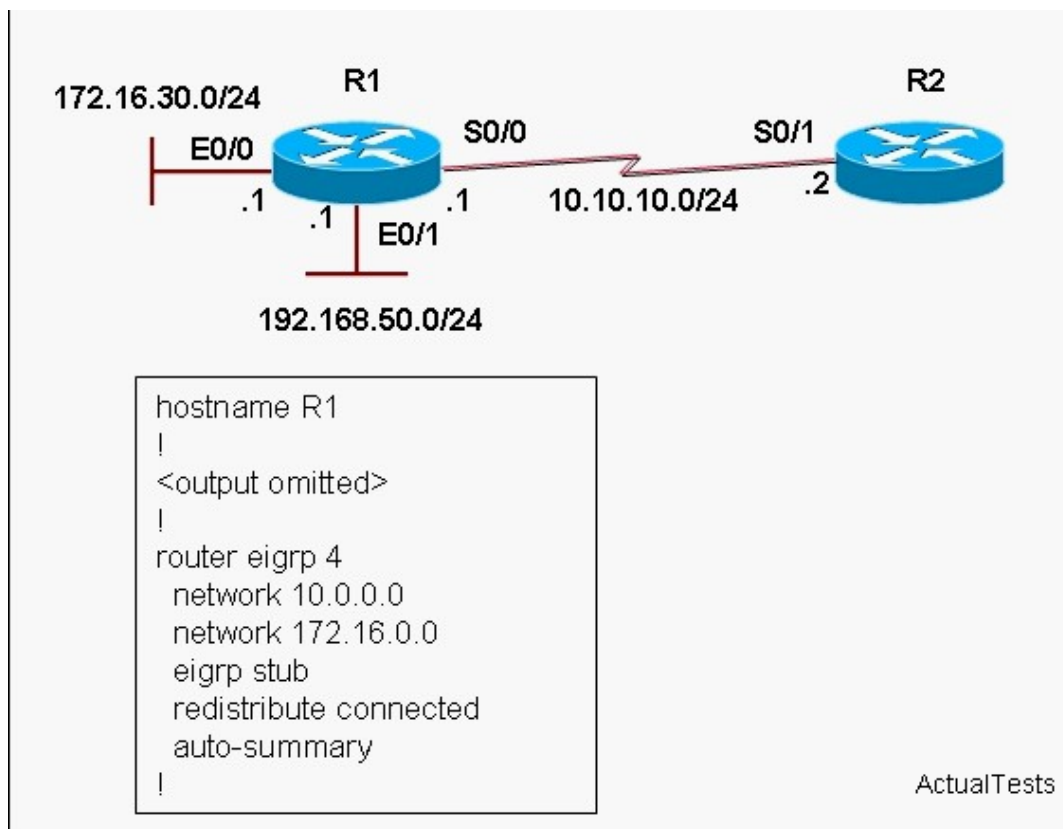 R1
R2
172.16.30.0/24
E0/0
S0/0
S0/1
.1
.1
.1
.2
10.10.10.0/24
E0/1
192.168.50.0/24
hostname R1
!
<output omitted>
!
router eigrp 4
network 10.0.0.0
network 172.16.0.0
eigrp stub
redistribute connected
auto-summary
!
ActualTests